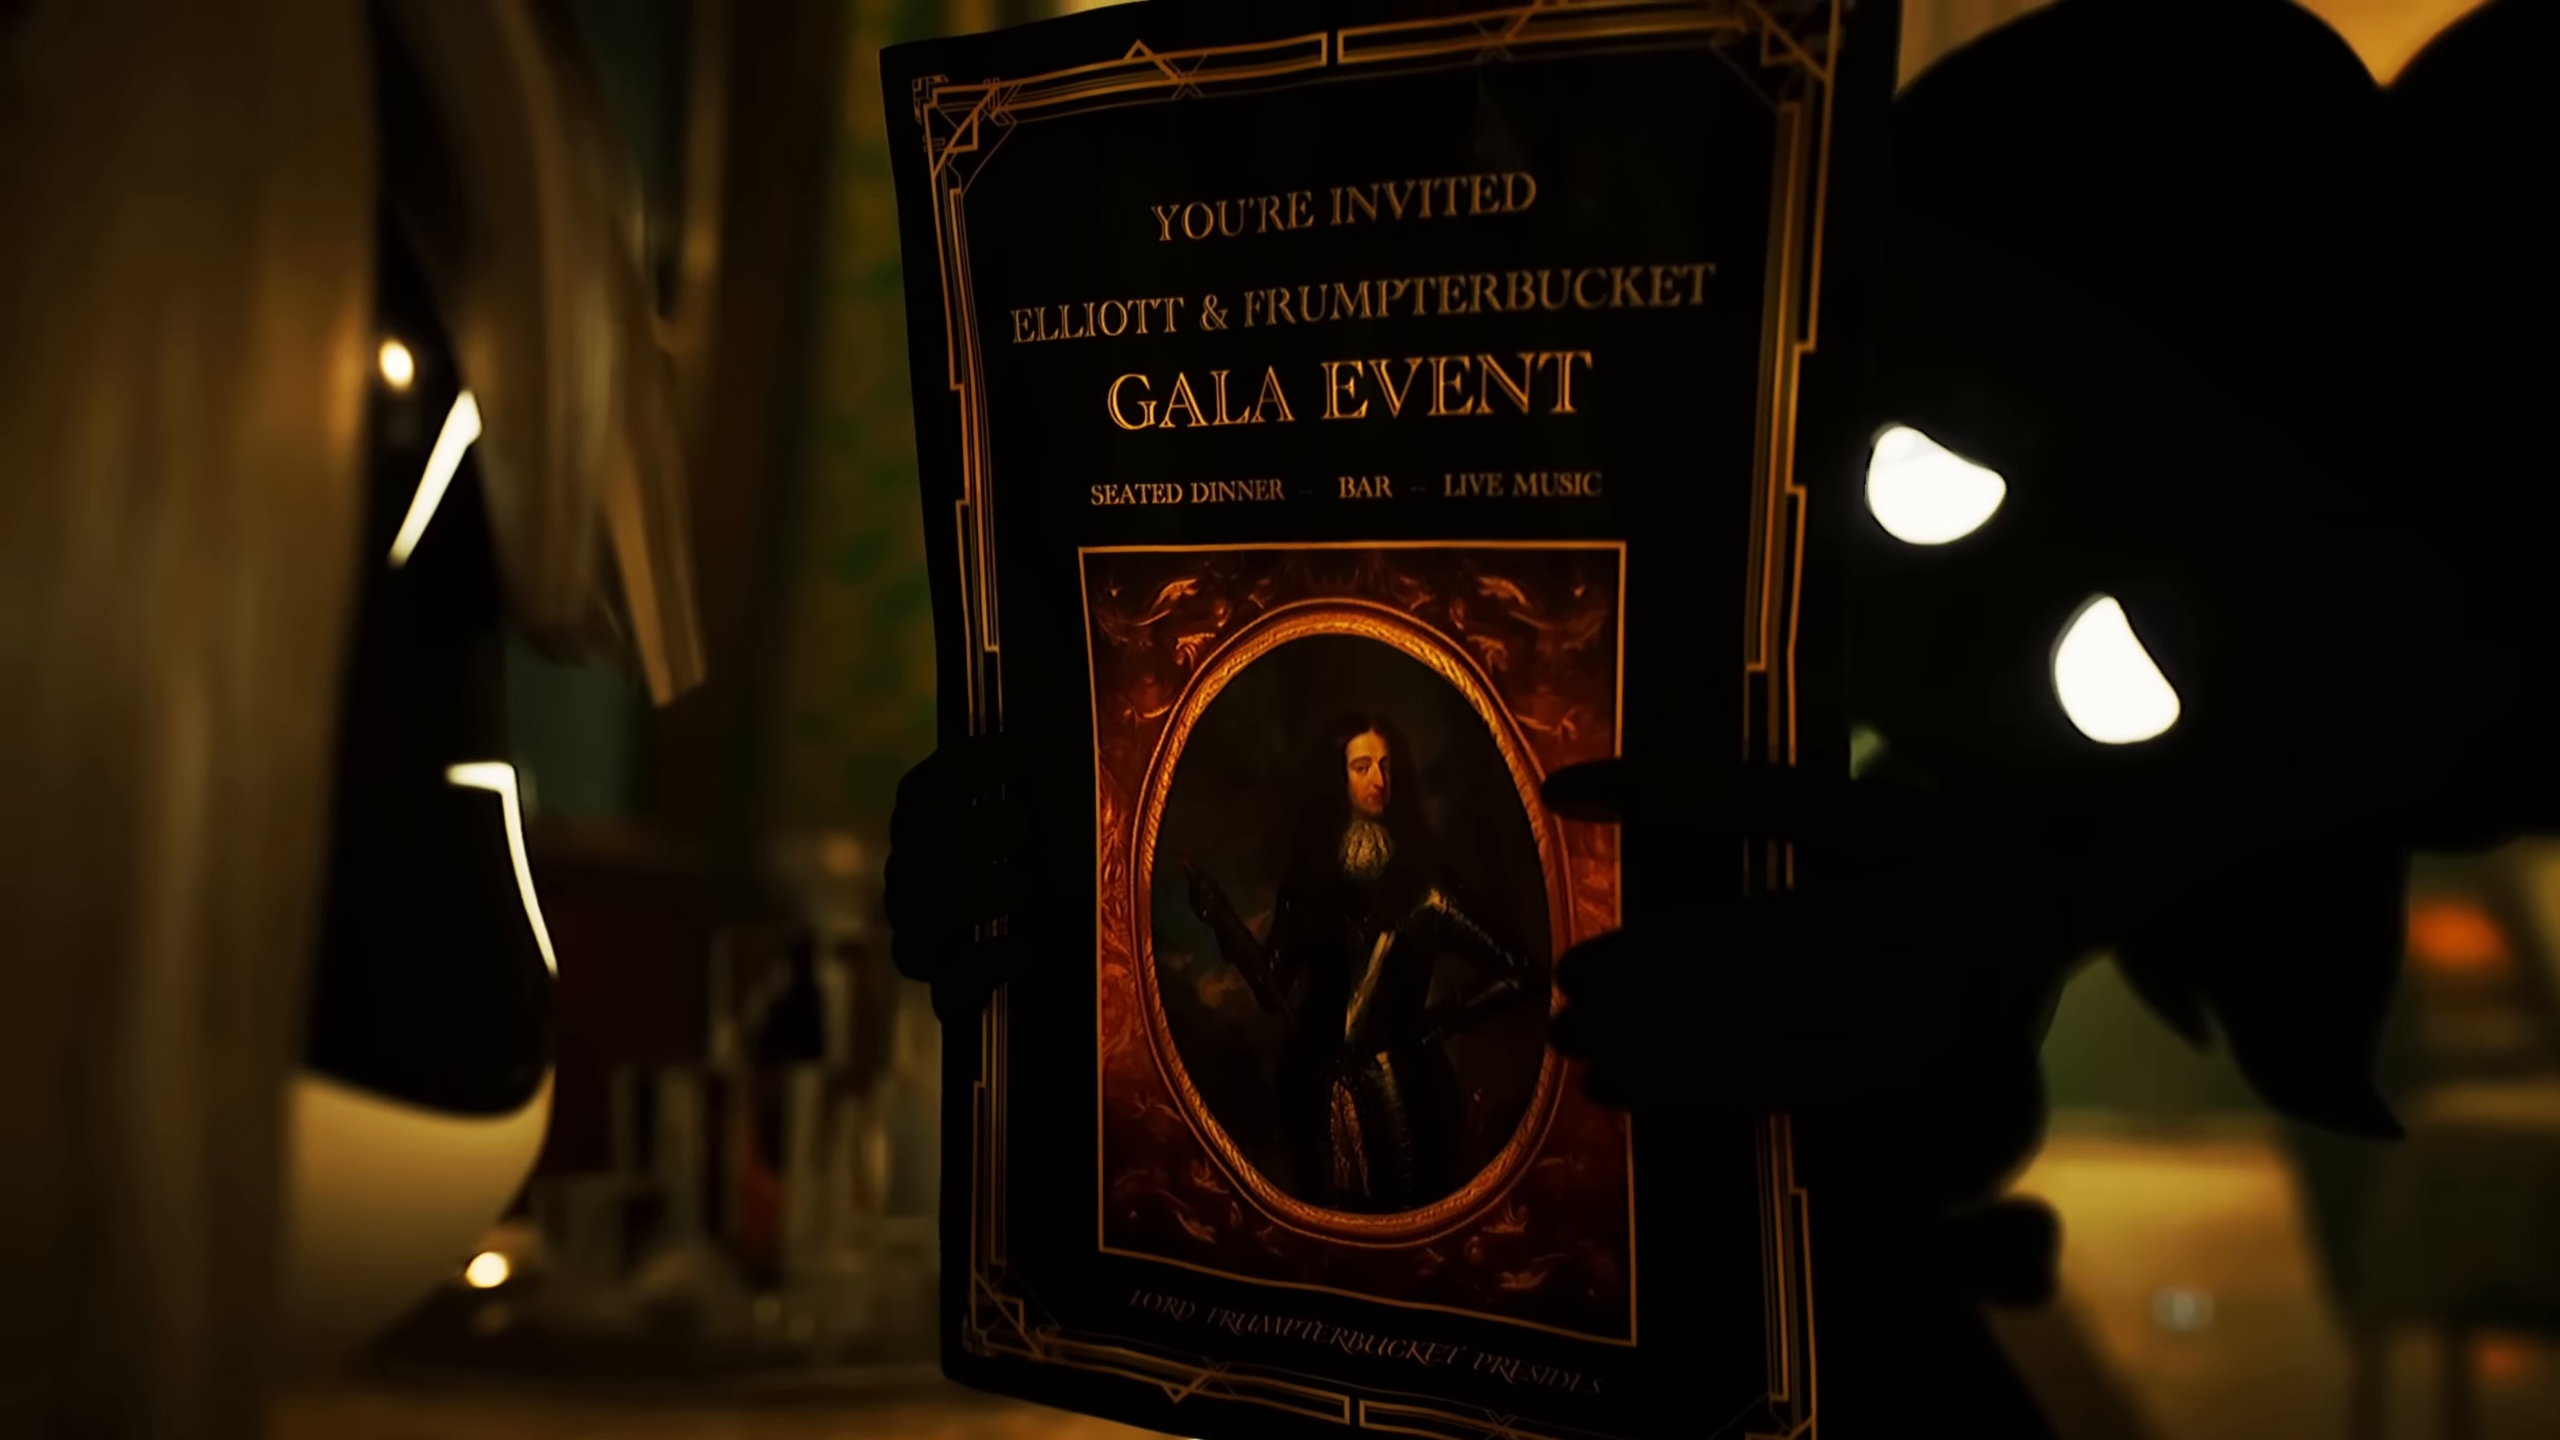 YOU'RE INVITED
ELLIOTT & FRUMPTERBUCKET
GALA EVENT
SEATED DINNER - BAR - LIVE MUSIC
LORD FRUMPTERBUCKET PRESIDES